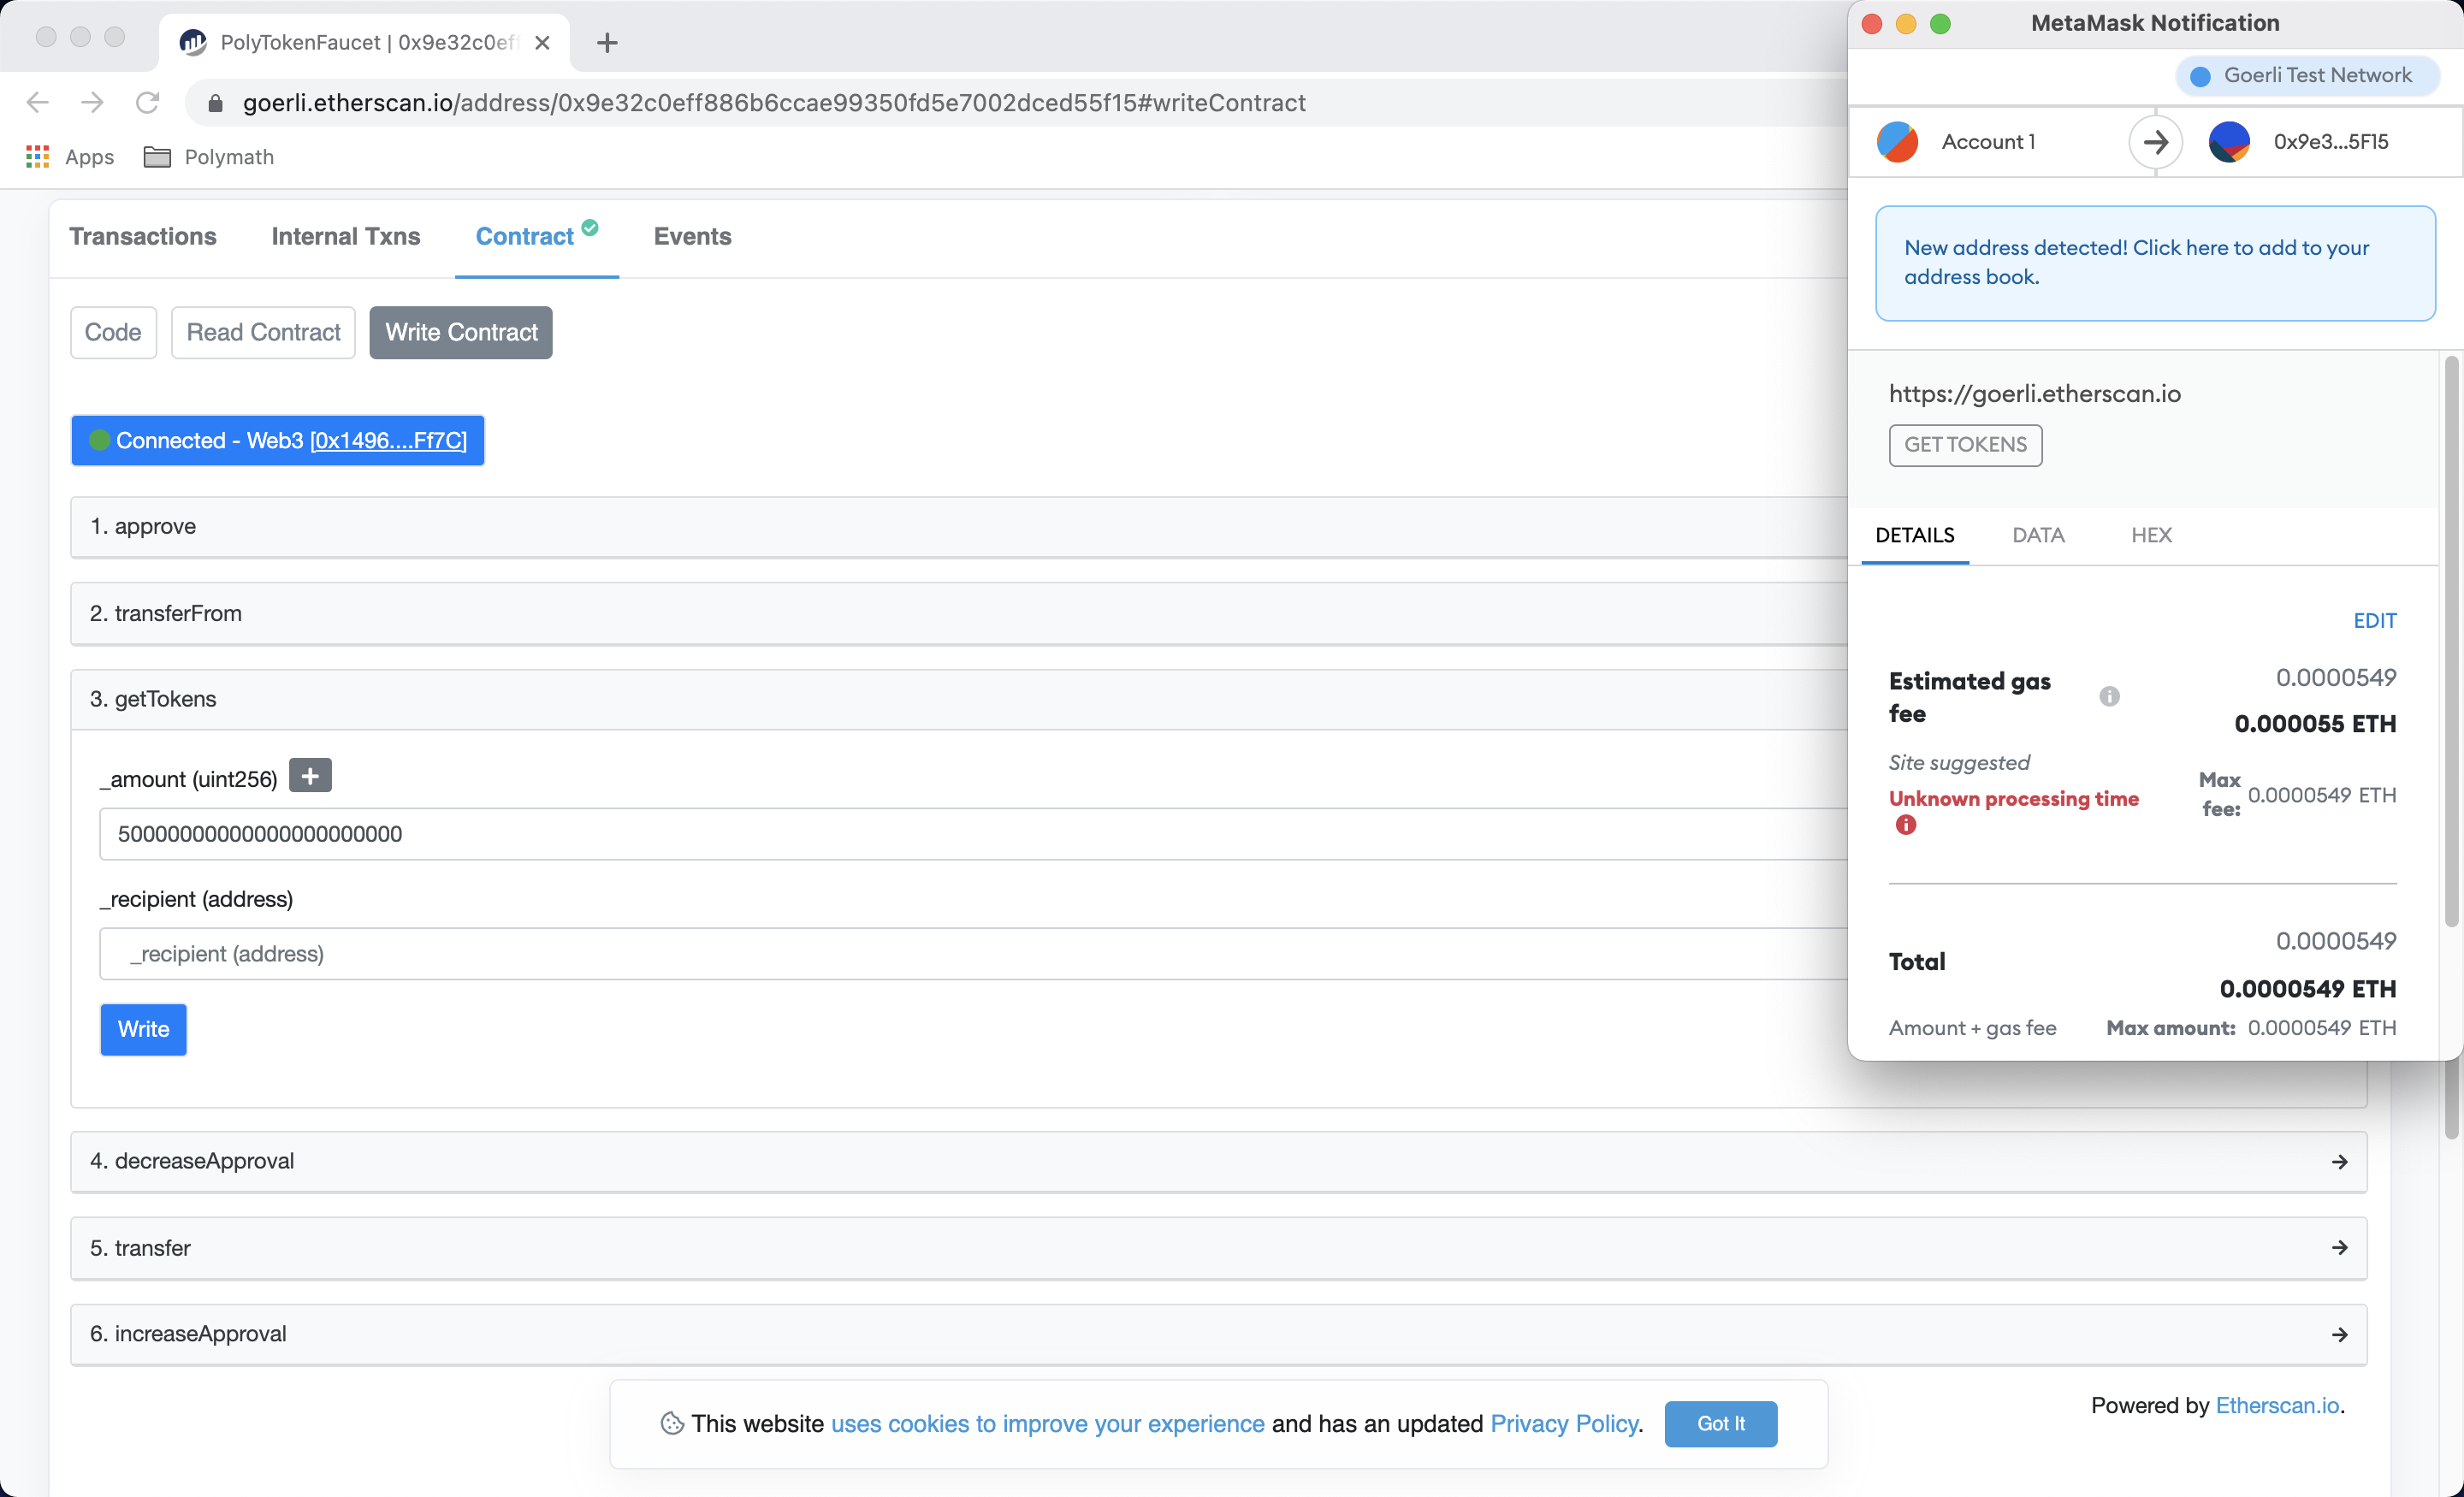 PolyTokenFaucet | 0x9e32c0eff
goerli.etherscan.io/address/0x9e32c0eff886b6ccae99350fd5e7002dced55f15#writeContract
Apps
Polymath
Transactions
Internal Txns
Contract
Events
Code
Read Contract
Write Contract
Connected - Web3 [0x1496....Ff7C]
1. approve
2. transferFrom
3. getTokens
_amount (uint256)
50000000000000000000000
_recipient (address)
_recipient (address)
Write
4. decreaseApproval
5. transfer
6. increaseApproval
This website uses cookies to improve your experience and has an updated Privacy Policy.
Got It
Powered by Etherscan.io.
MetaMask Notification
Goerli Test Network
Account 1
0x9e3...5F15
New address detected! Click here to add to your
address book.
https://goerli.etherscan.io
GET TOKENS
DETAILS
DATA
HEX
EDIT
Estimated gas
fee
0.0000549
0.000055 ETH
Site suggested
Unknown processing time
Max
fee:
0.0000549 ETH
Total
0.0000549
0.0000549 ETH
Amount + gas fee
Max amount: 0.0000549 ETH